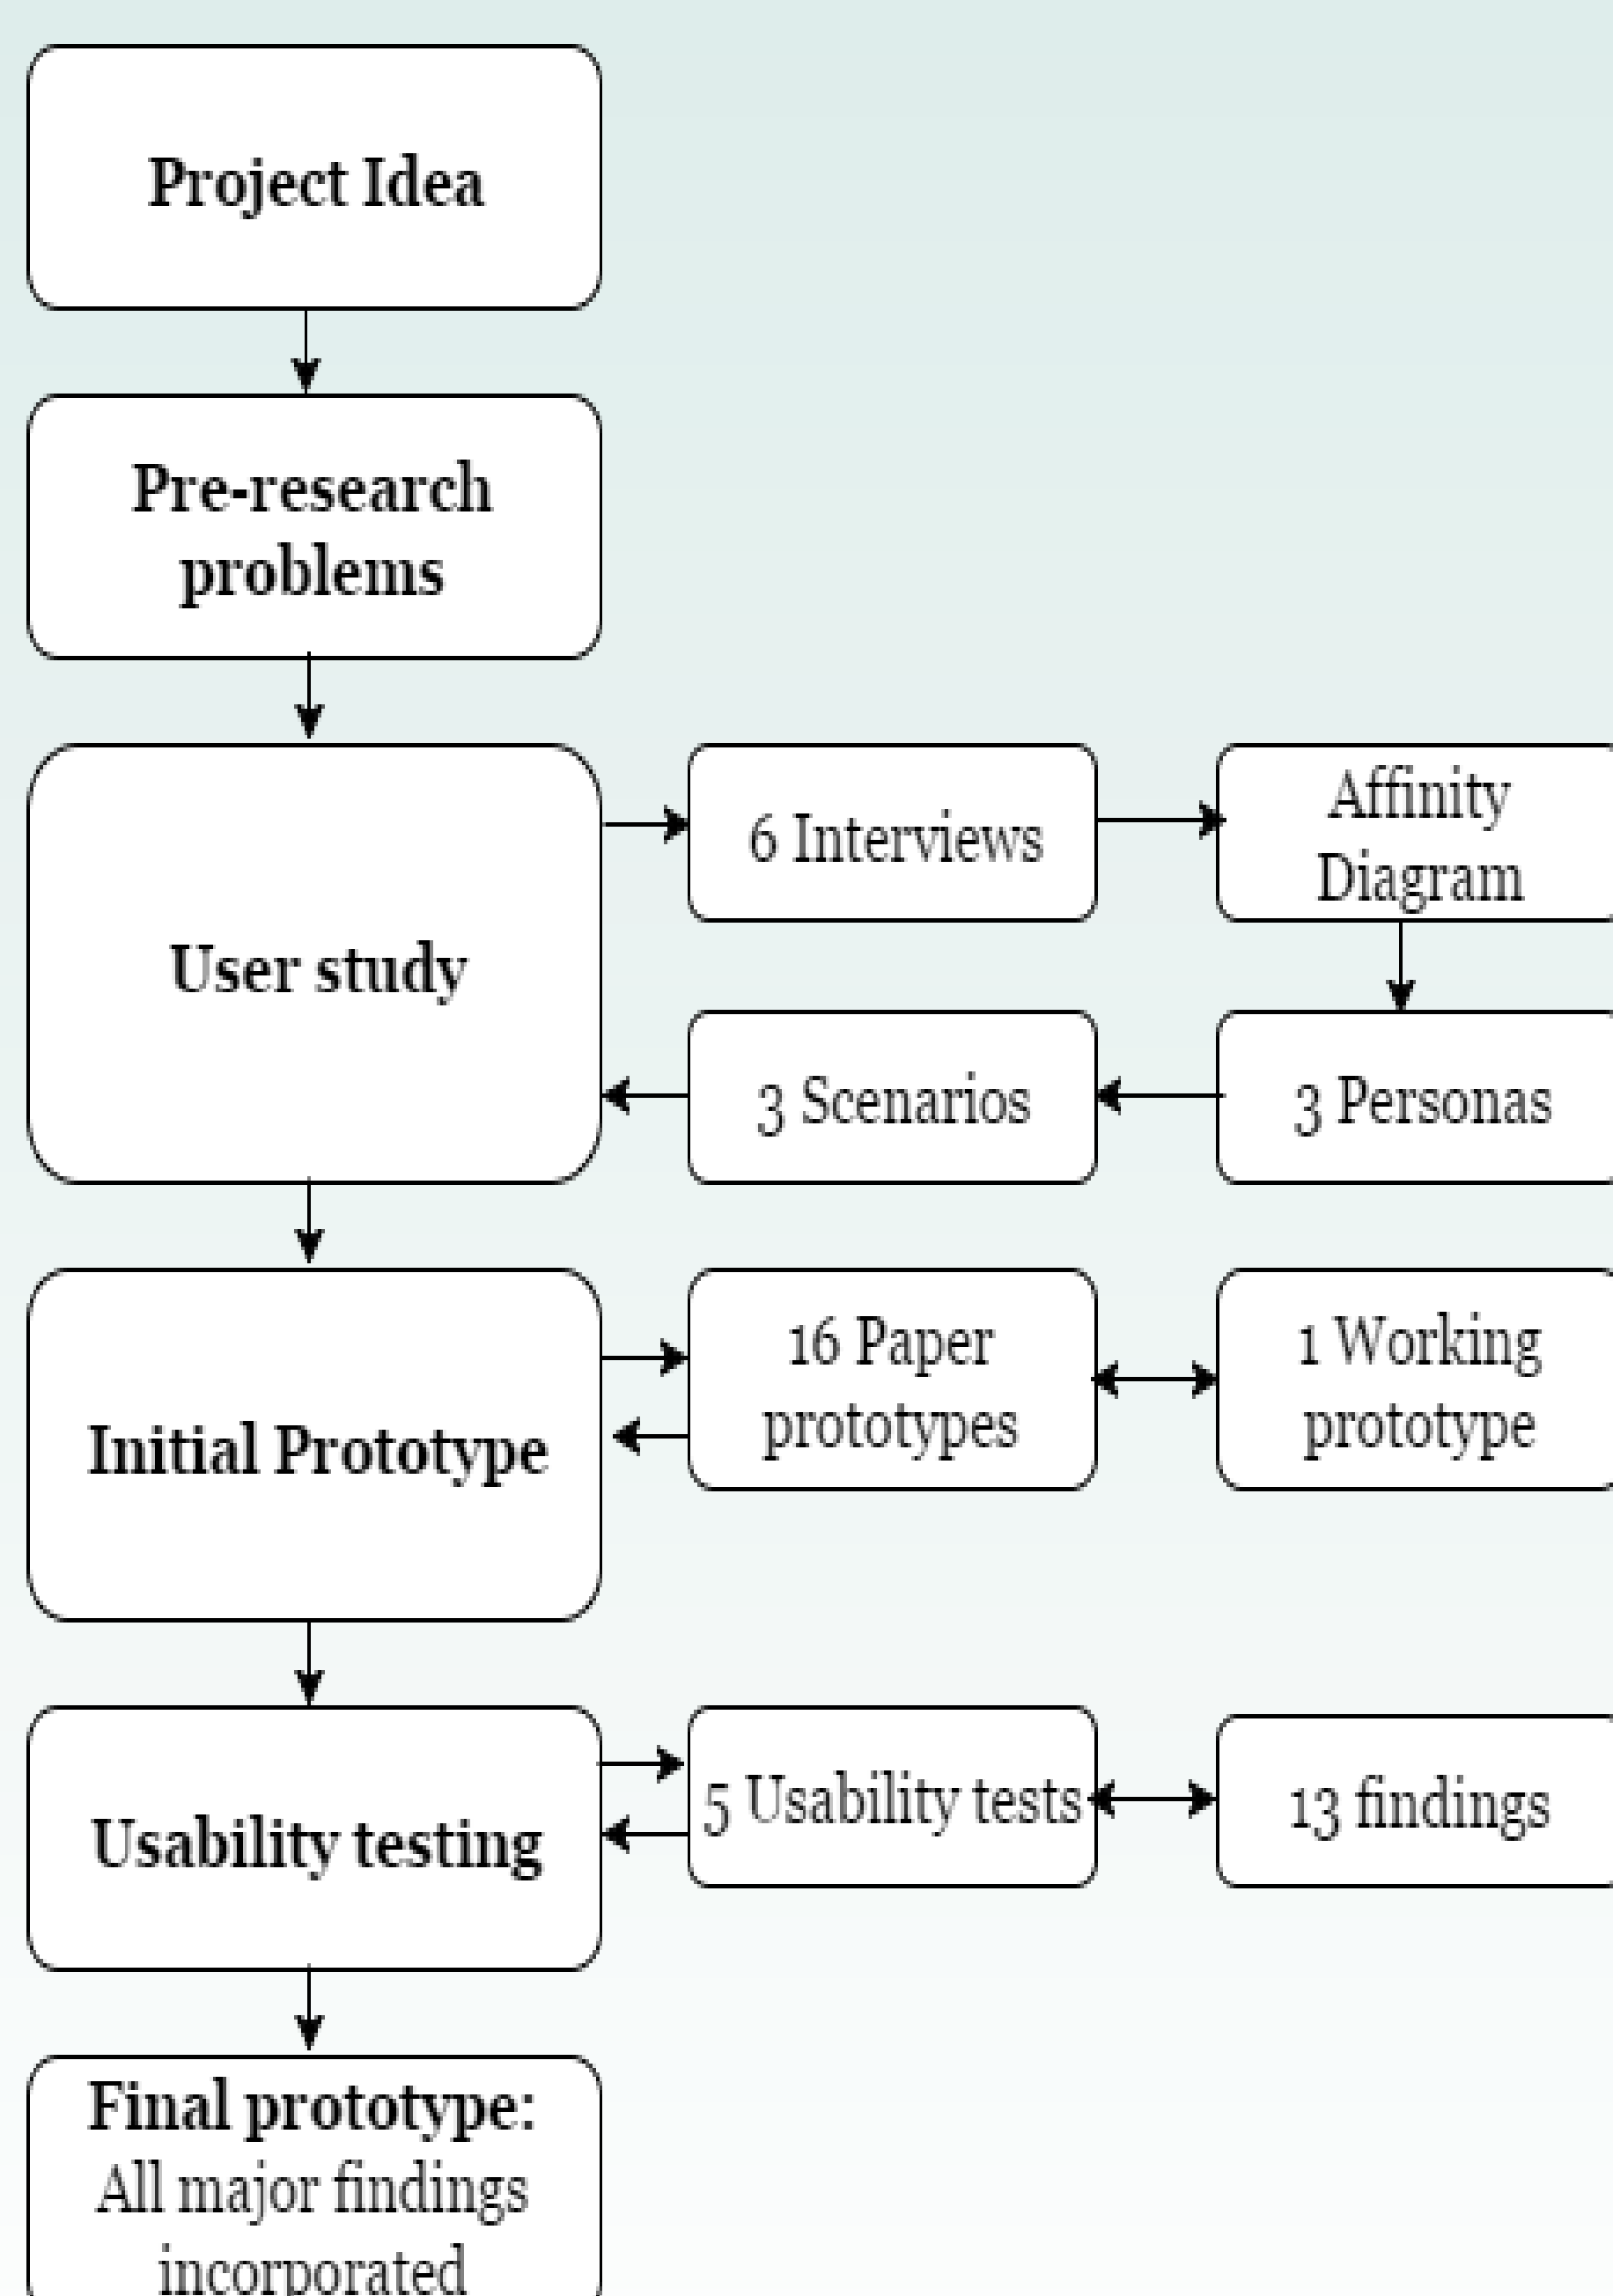 Project Idea
Pre-research
problems
User study
6 Interviews
Affinity
Diagram
3 Scenarios
3 Personas
Initial Prototype
16 Paper
prototypes
1 Working
prototype
Usability testing
5 Usability tests
13 findings
Final prototype:
All major findings
incorporated